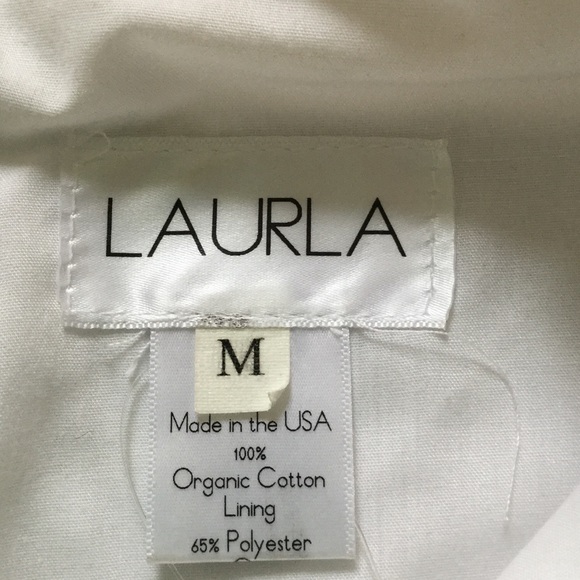 LAURLA
M
Made in the USA
100%
Organic Cotton
Lining
65% Polyester